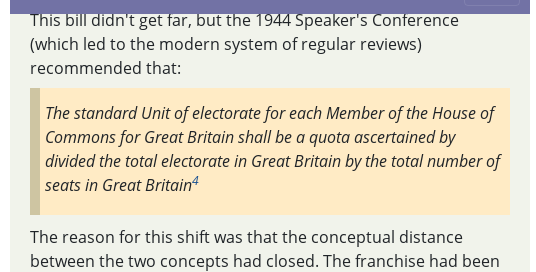 This bill didn't get far, but the 1944 Speaker's Conference
(which led to the modern system of regular reviews)
recommended that:
The standard Unit of electorate for each Member of the House of
Commons for Great Britain shall be a quota ascertained by
divided the total electorate in Great Britain by the total number of
seats in Great Britain4
The reason for this shift was that the conceptual distance
between the two concepts had closed. The franchise had been